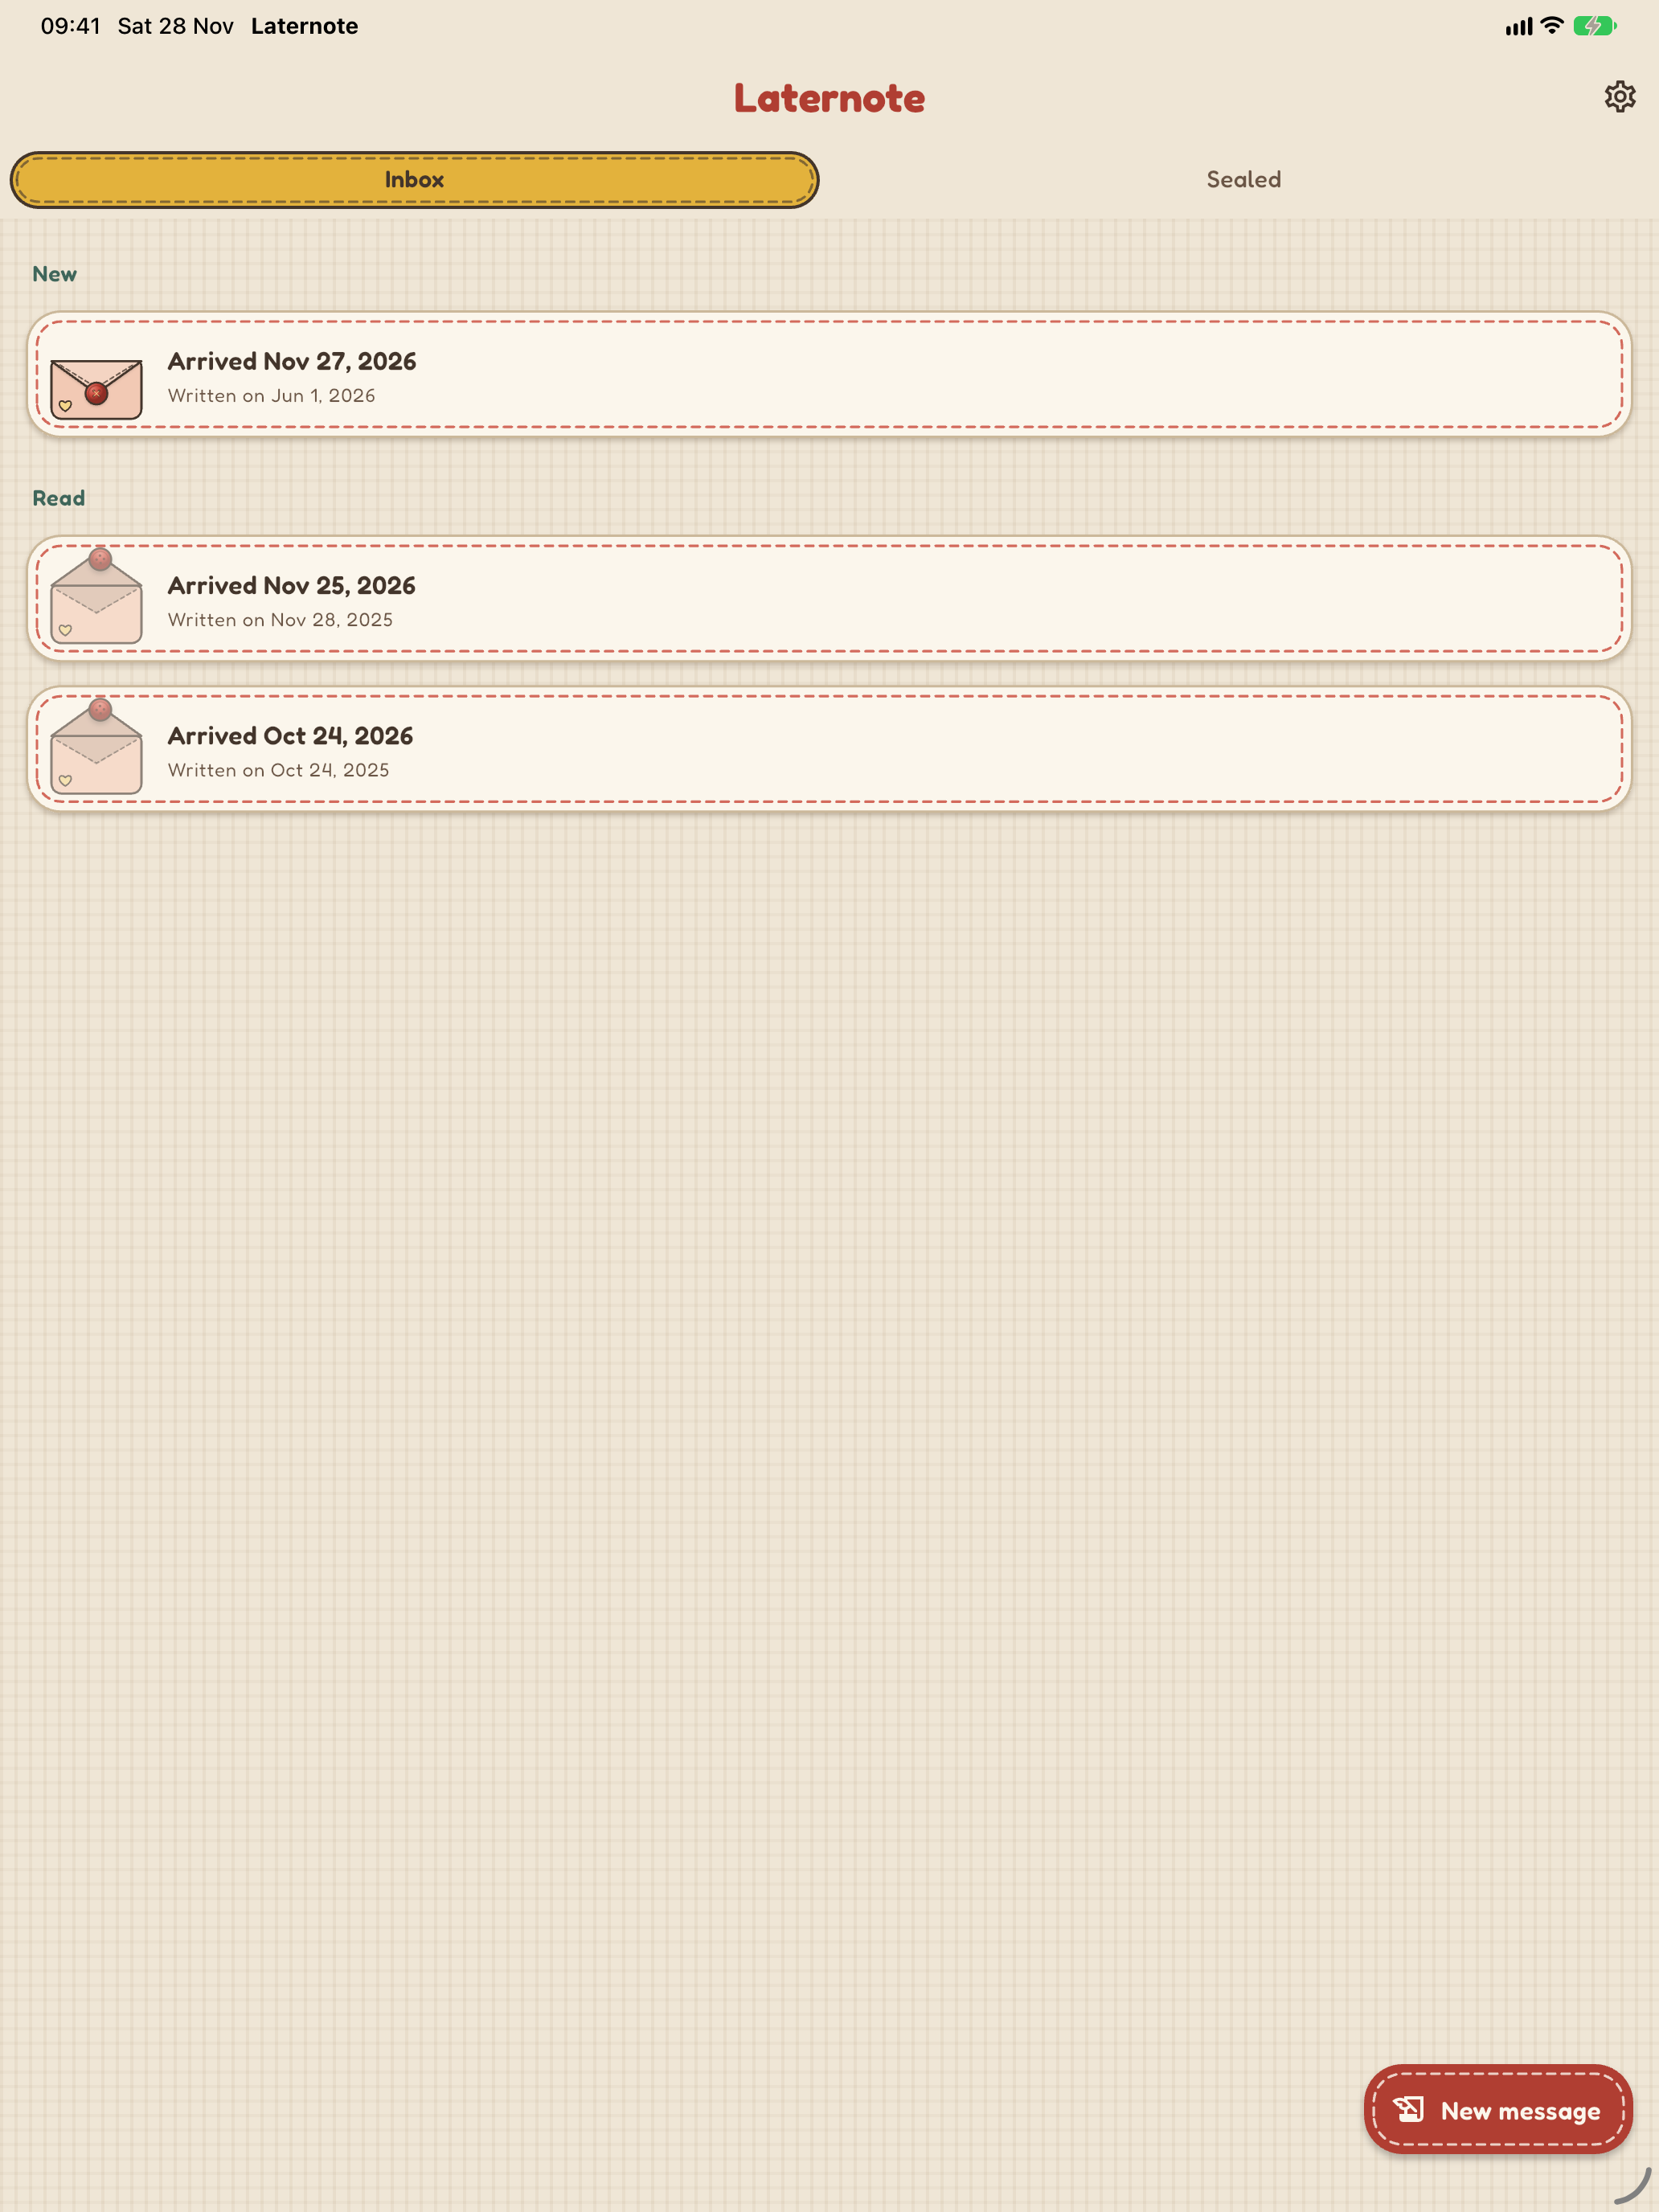 09:41 Sat 28 Nov Laternote
Laternote
Inbox
Sealed
New
Arrived Nov 27, 2026
Written on Jun 1, 2026
Read
Arrived Nov 25, 2026
Written on Nov 28, 2025
Arrived Oct 24, 2026
Written on Oct 24, 2025
New message